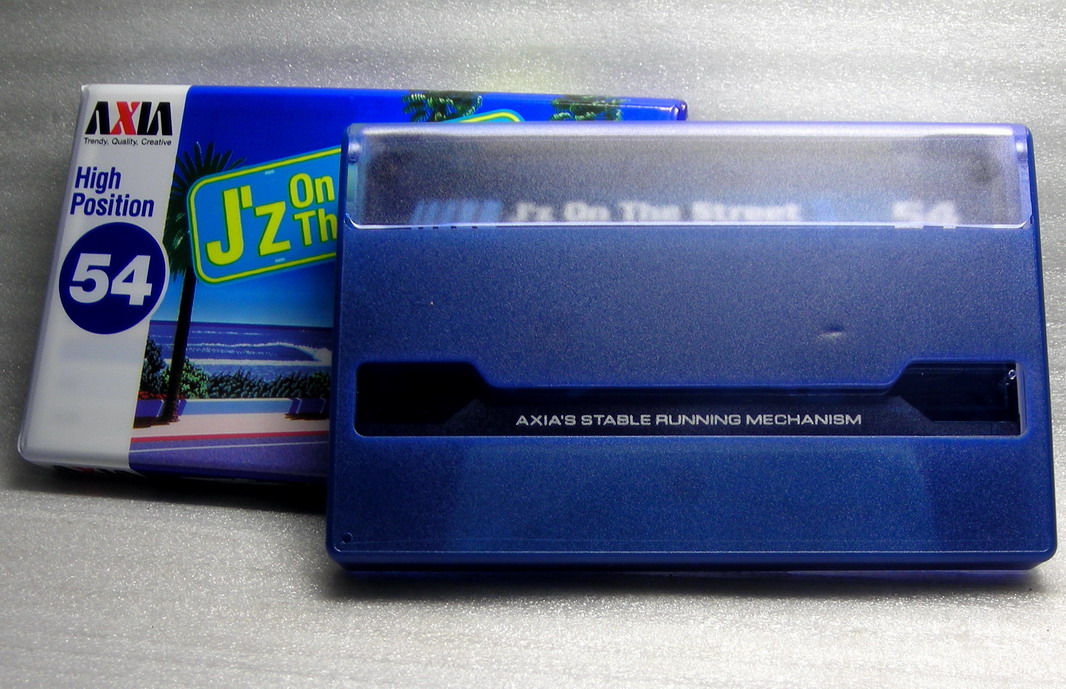 AXIA
Trendy, Quality, Creative
High
Position
54
J'z On
Th
J'z On The Street 54
AXIA'S STABLE RUNNING MECHANISM